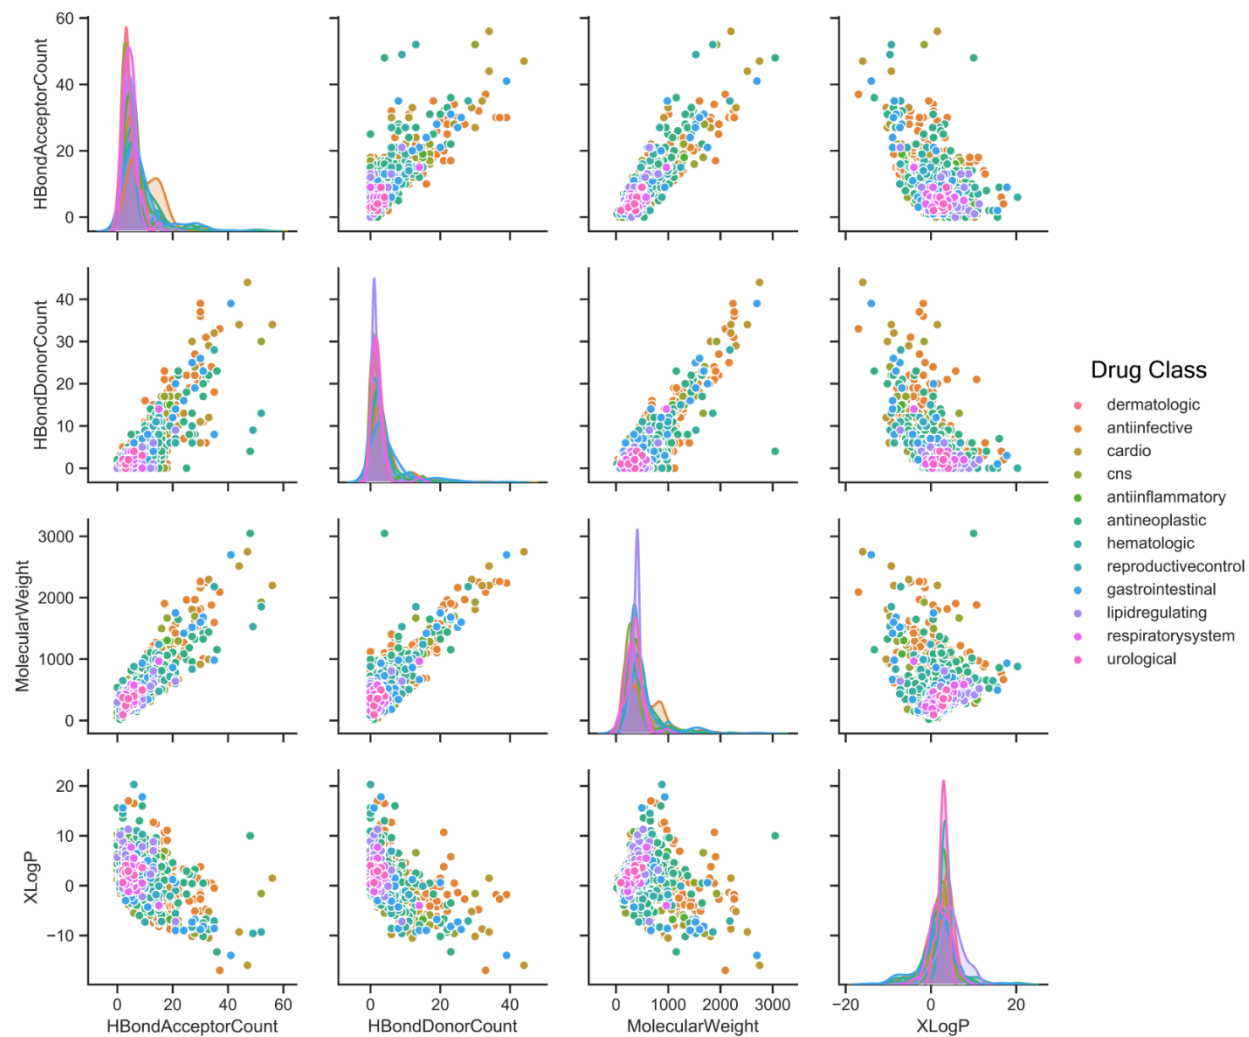 60
40
20
0
HBondAcceptorCount
40
30
20
10
0
HBondDonorCount
3000
2000
1000
0
MolecularWeight
20
10
0
−10
XLogP
0 20 40 60
HBondAcceptorCount
0 20 40
HBondDonorCount
0 1000 2000 3000
MolecularWeight
−20 0 20
XLogP
Drug Class
dermatologic
antiinfective
cardio
cns
antiinflammatory
antineoplastic
hematologic
reproductivecontrol
gastrointestinal
lipidregulating
respiratorysystem
urological